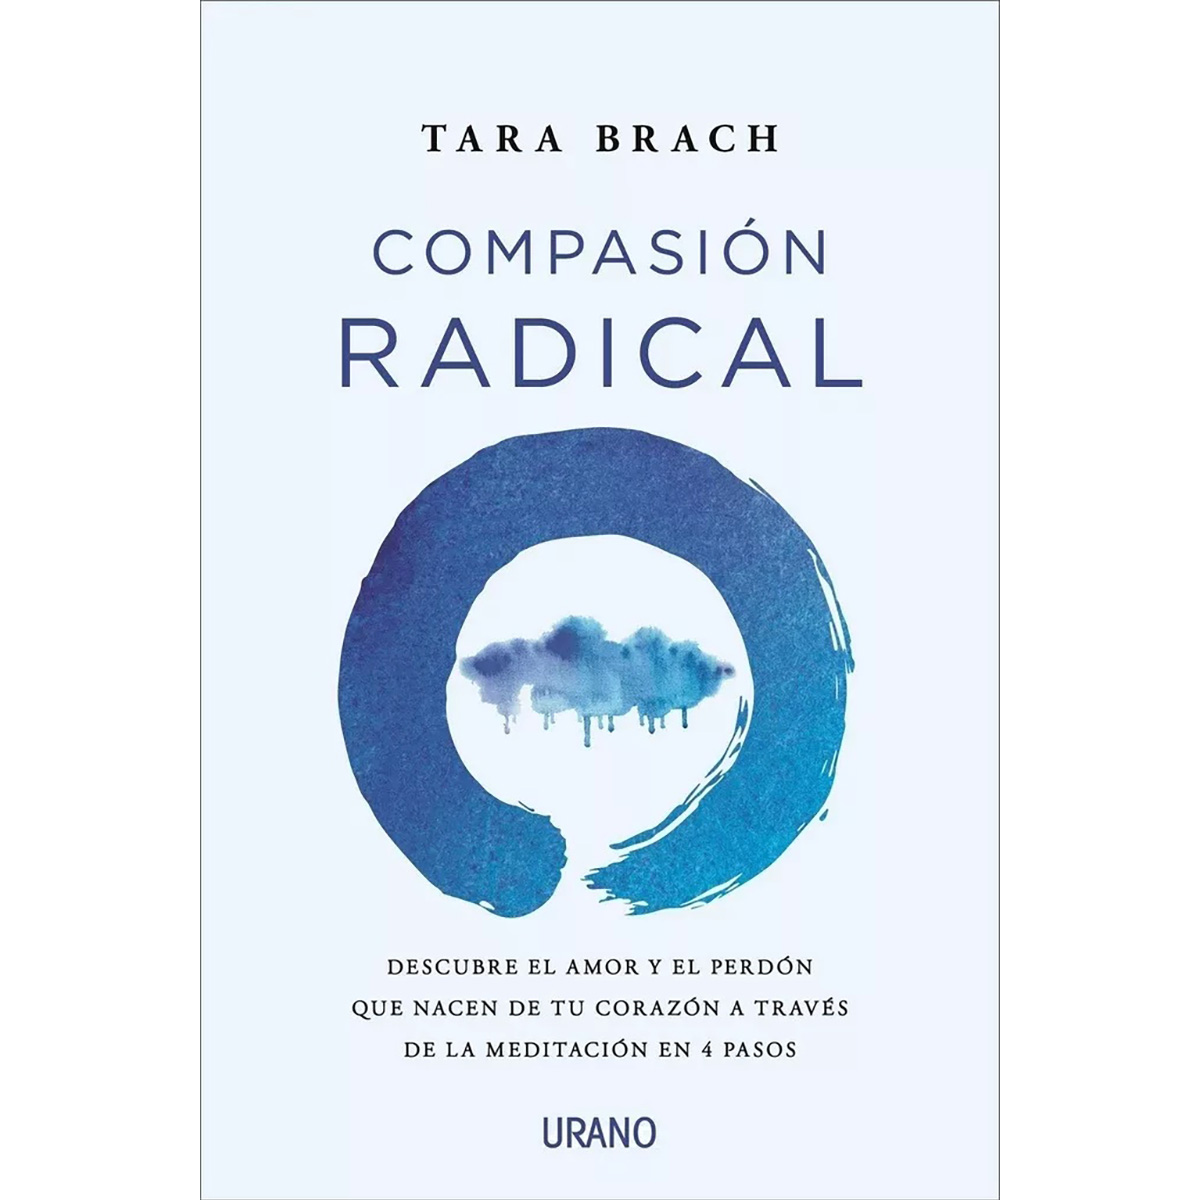 TARA BRACH
COMPASIÓN
RADICAL
DESCUBRE EL AMOR Y EL PERDÓN
QUE NACEN DE TU CORAZÓN A TRAVÉS
DE LA MEDITACIÓN EN 4 PASOS
URANO